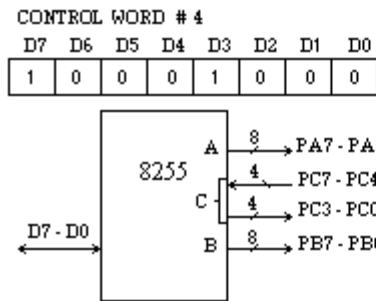 CONTROL WORD # 4
D7 D6 D5 D4 D3 D2 D1 D0
1 0 0 0 1 0 0 0
A 8 PA7 - PA
8255 4 PC7 - PC4
C 4 PC3 - PC0
D7 - D0 B 8 PB7 - PB0